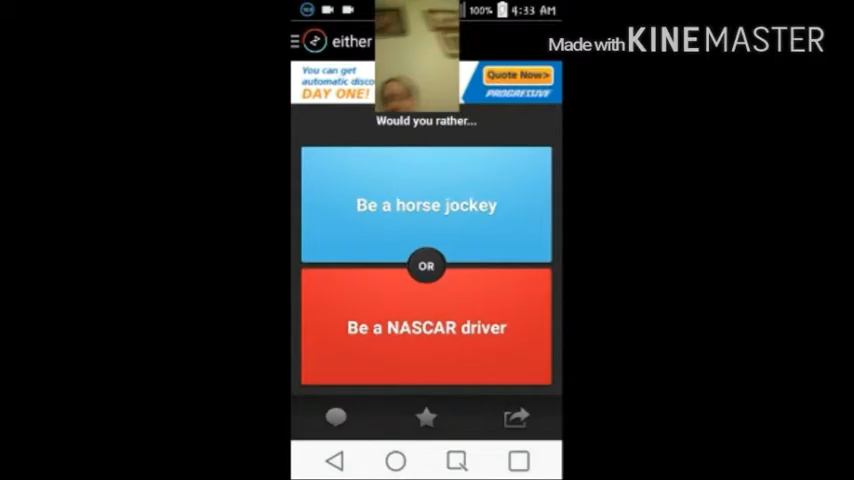 100% 4:33 AM
either
Made with KINEMASTER
You can get
automatic disco
DAY ONE!
Quote Now>
PROGRESSIVE
Would you rather...
Be a horse jockey
OR
Be a NASCAR driver